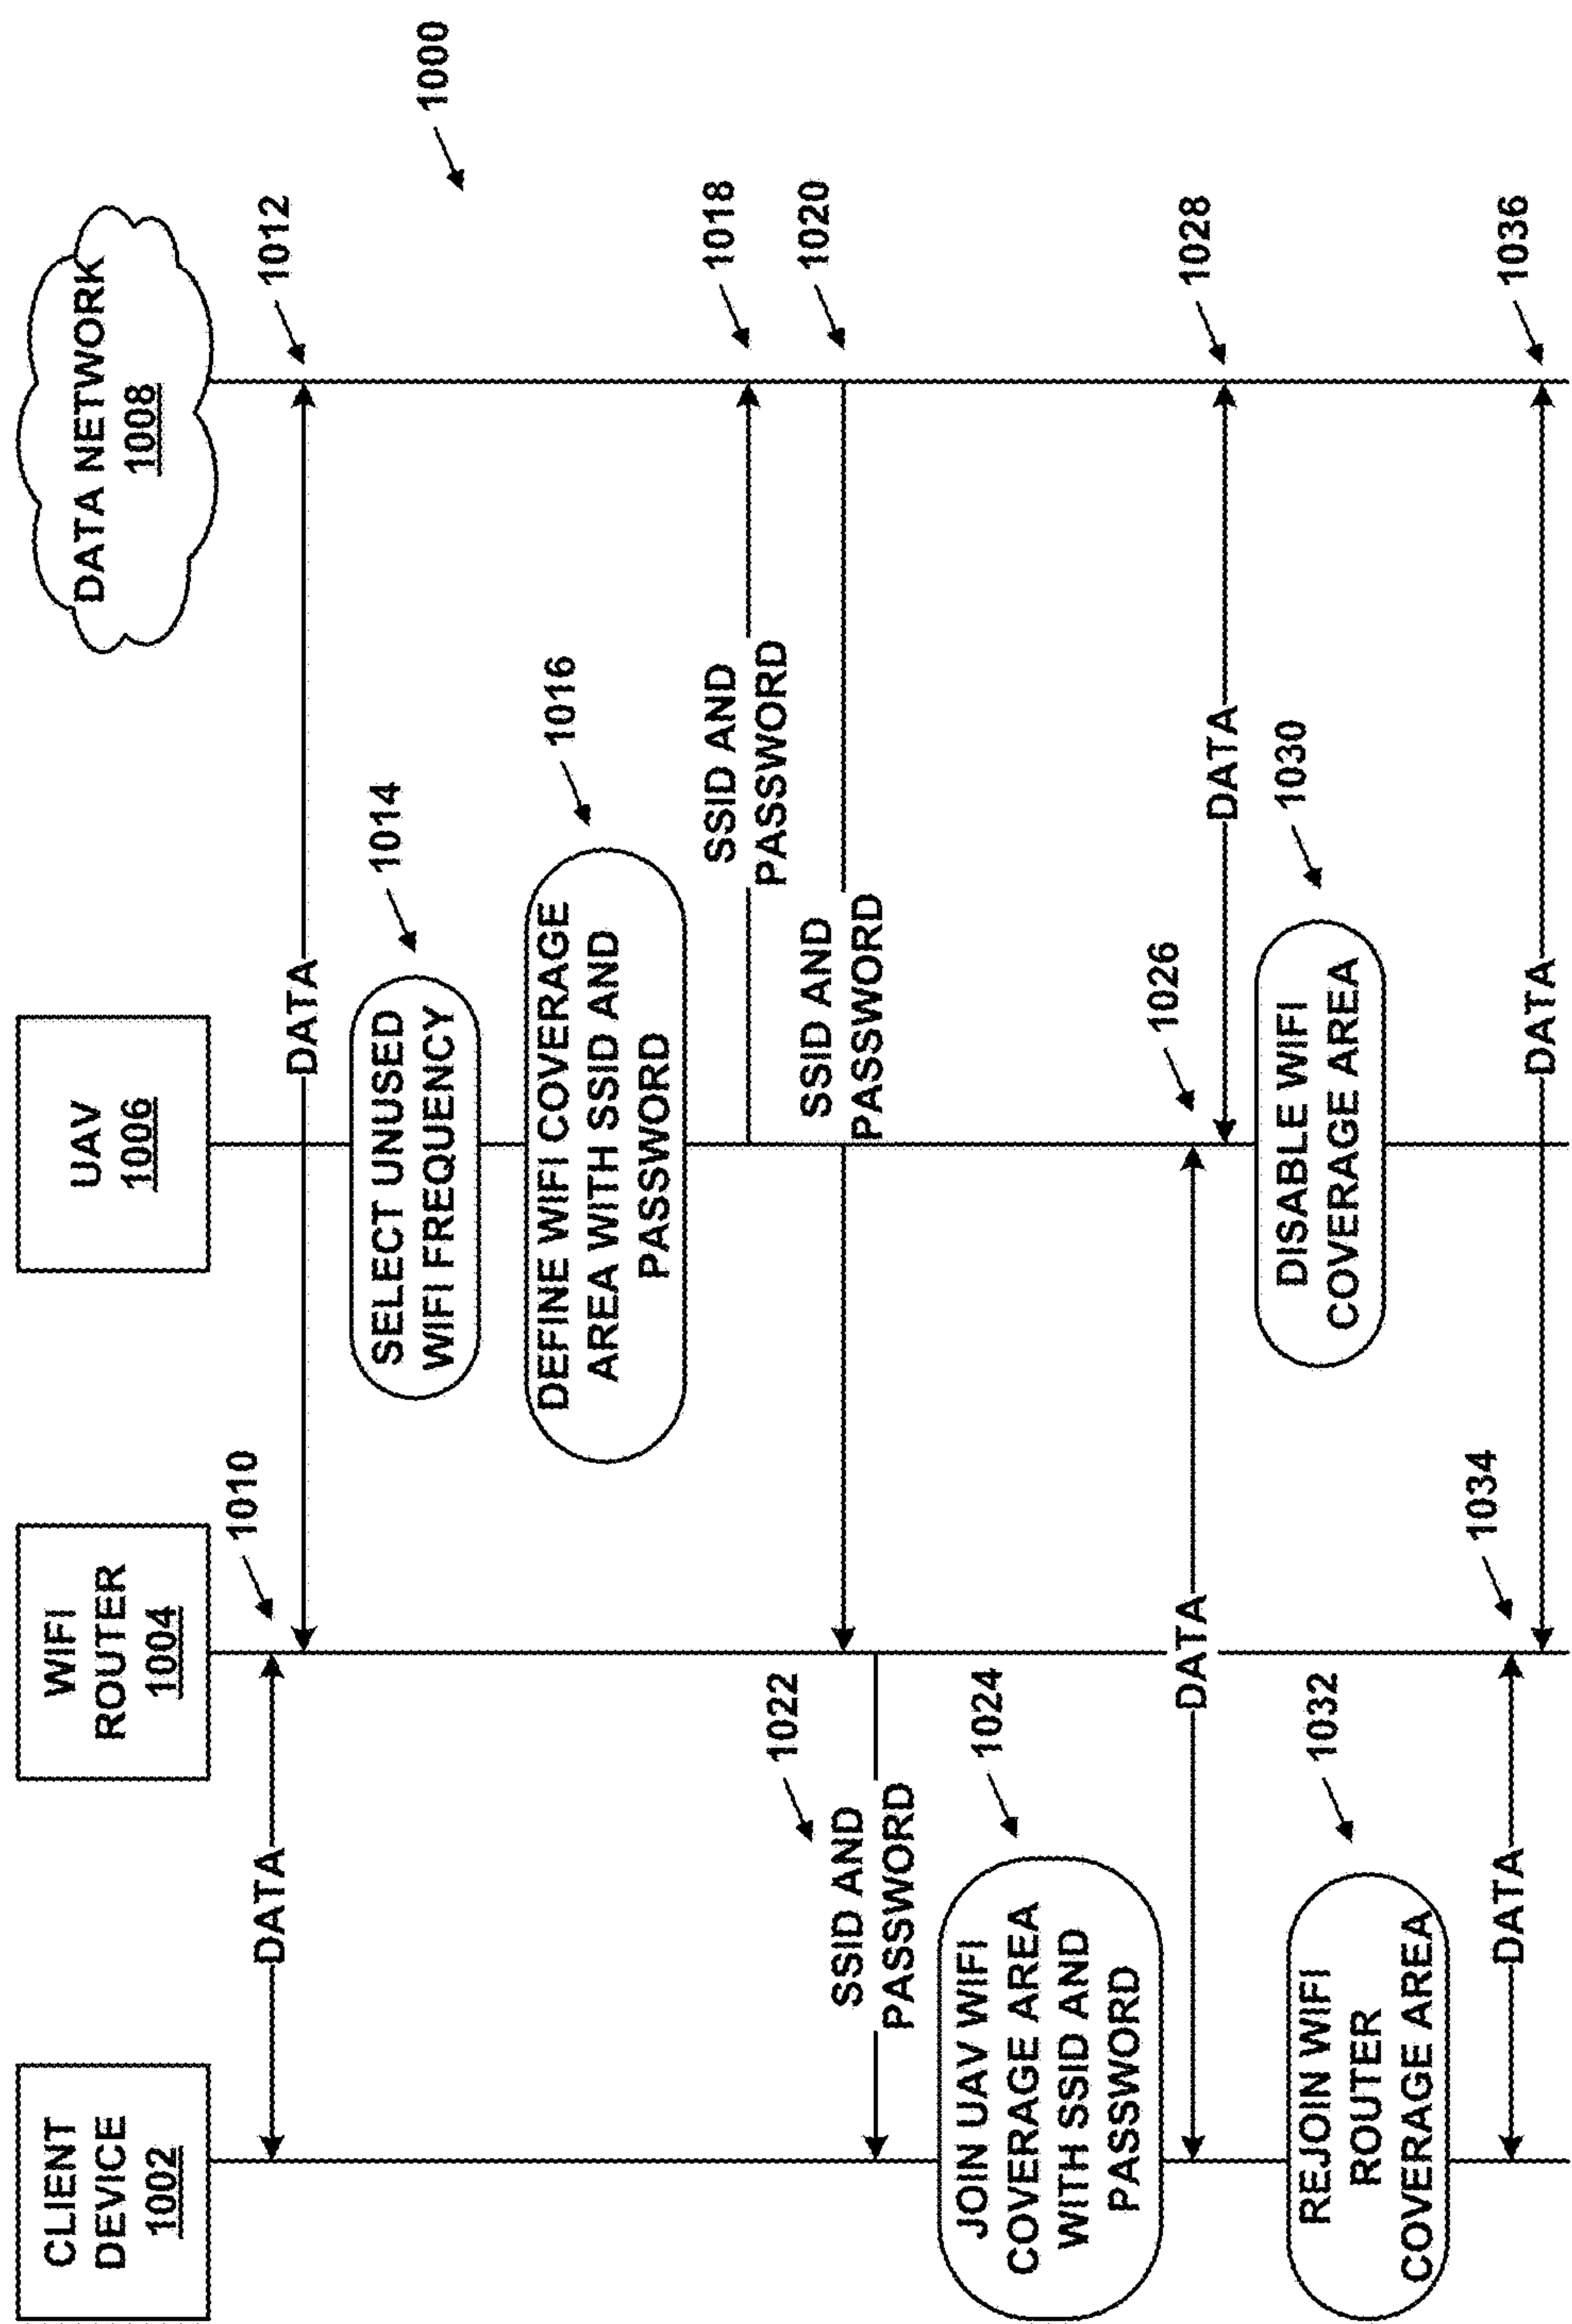 CLIENT
DEVICE
1002
WIFI
ROUTER
1004
UAV
1006
DATA NETWORK
1008
1000
1010
DATA
1012
DATA
1014
SELECT UNUSED
WIFI FREQUENCY
1016
DEFINE WIFI COVERAGE
AREA WITH SSID AND
PASSWORD
1018
SSID AND
PASSWORD
1020
SSID AND
PASSWORD
1022
SSID AND
PASSWORD
1024
JOIN UAV WIFI
COVERAGE AREA
WITH SSID AND
PASSWORD
1026
DATA
1028
DATA
1030
DISABLE WIFI
COVERAGE AREA
1032
REJOIN WIFI
ROUTER
COVERAGE AREA
1034
DATA
1036
DATA